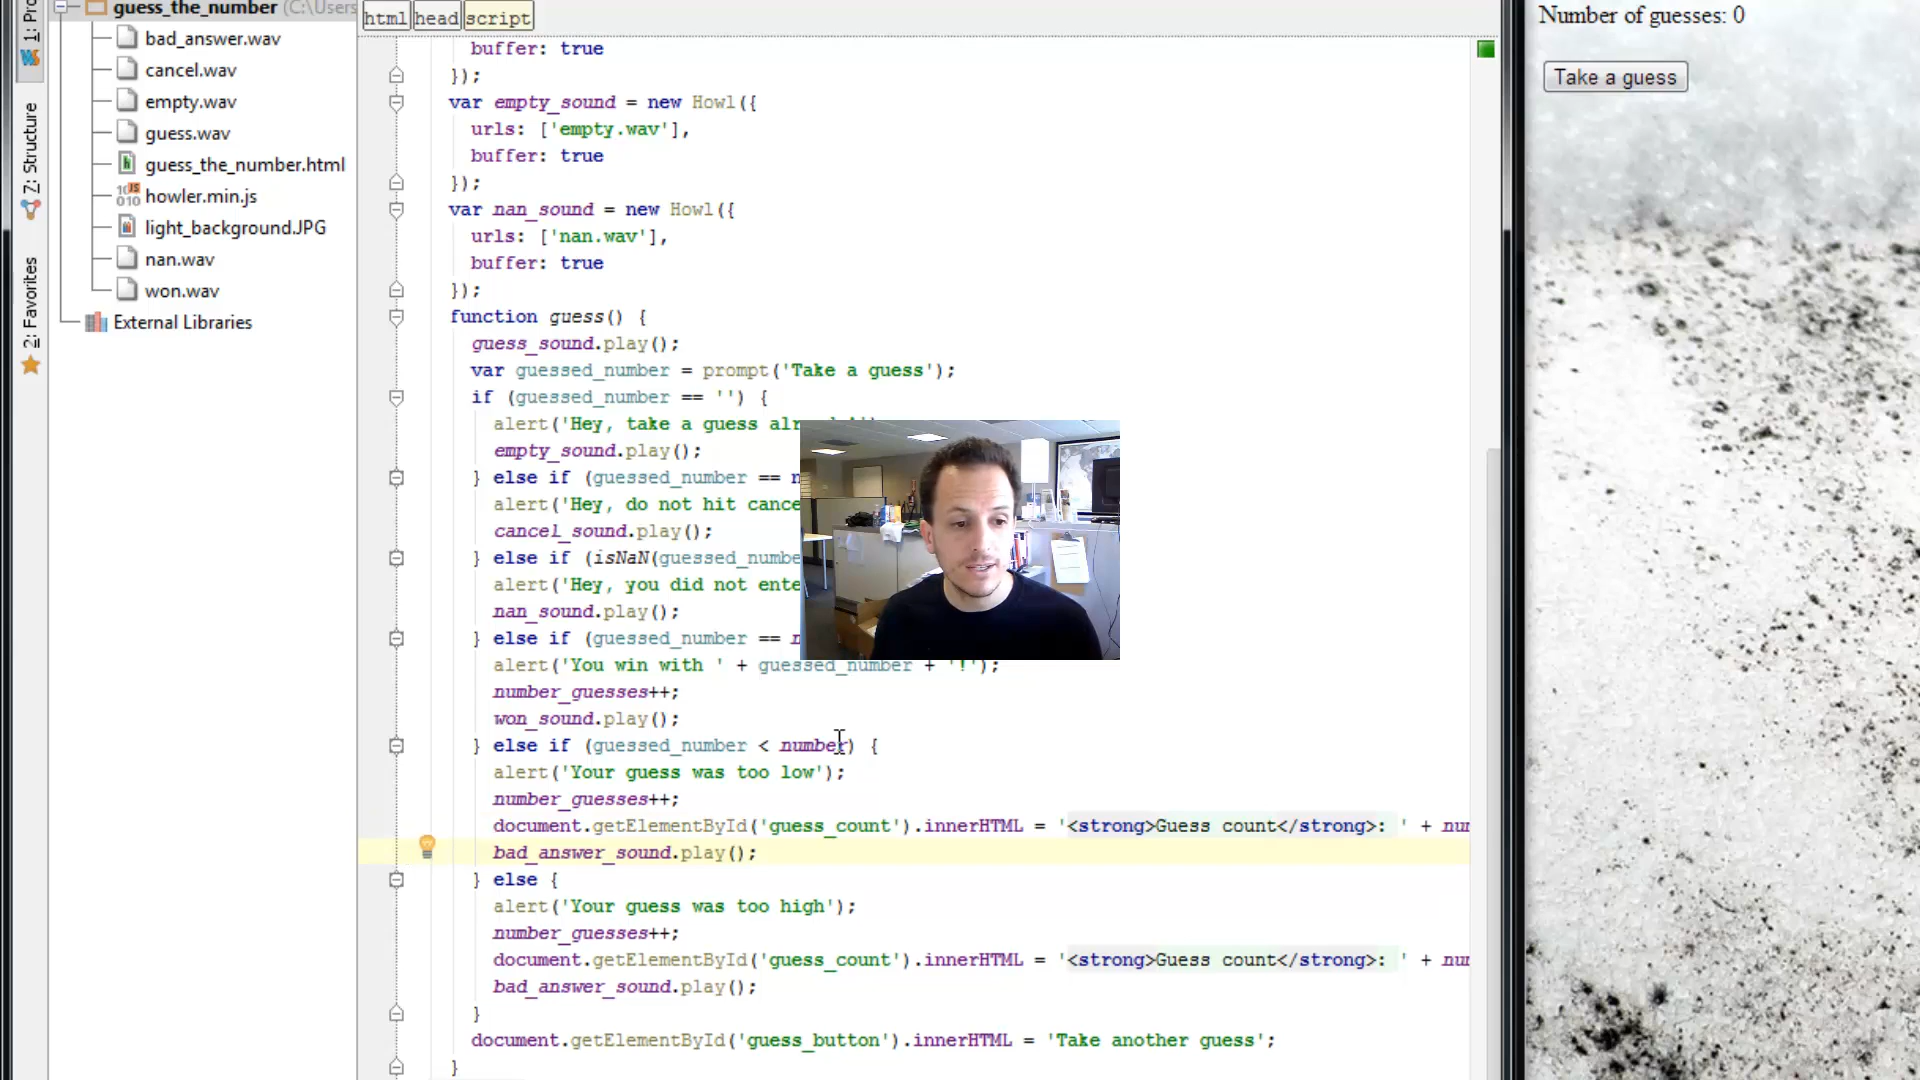 guess_the_number (C:\Users
bad_answer.wav
cancel.wav
empty.wav
guess.wav
guess_the_number.html
howler.min.js
light_background.JPG
nan.wav
won.wav
External Libraries
1: Pro
7: Structure
2: Favorites
html head script
buffer: true
});
var empty_sound = new Howl({
urls: ['empty.wav'],
buffer: true
});
var nan_sound = new Howl({
urls: ['nan.wav'],
buffer: true
});
function guess() {
guess_sound.play();
var guessed_number = prompt('Take a guess');
if (guessed_number == '') {
alert('Hey, take a guess
empty_sound.play();
} else if (guessed_number == n
alert('Hey, do not hit cance
cancel_sound.play();
} else if (isNaN(guessed_numbe
alert('Hey, you did not ente
nan_sound.play();
} else if (guessed_number == n
alert('You win with ' + guessed_number + '!');
number_guesses++;
won_sound.play();
} else if (guessed_number < number) {
alert('Your guess was too low');
number_guesses++;
document.getElementById('guess_count').innerHTML = '<strong>Guess count</strong>: ' + num
bad_answer_sound.play();
} else {
alert('Your guess was too high');
number_guesses++;
document.getElementById('guess_count').innerHTML = '<strong>Guess count</strong>: ' + num
bad_answer_sound.play();
}
document.getElementById('guess_button').innerHTML = 'Take another guess';
}
Number of guesses: 0
Take a guess